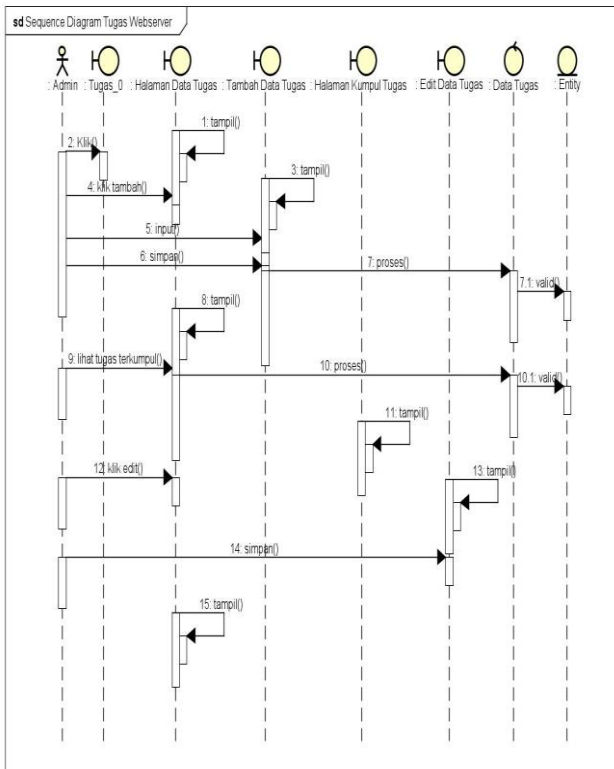 sd Sequence Diagram Tugas Webserver
: Admin : Tugas_0 : Halaman Data Tugas : Tambah Data Tugas : Halaman Kumpul Tugas : Edit Data Tugas : Data Tugas : Entity
1: tampil()
2: Klik()
3: tampil()
4: klik tambah()
5: input()
6: simpan()
7: proses()
7.1: valid()
8: tampil()
9: lihat tugas terkumpul()
10: proses()
10.1: valid()
11: tampil()
12: klik edit()
13: tampil()
14: simpan()
15: tampil()